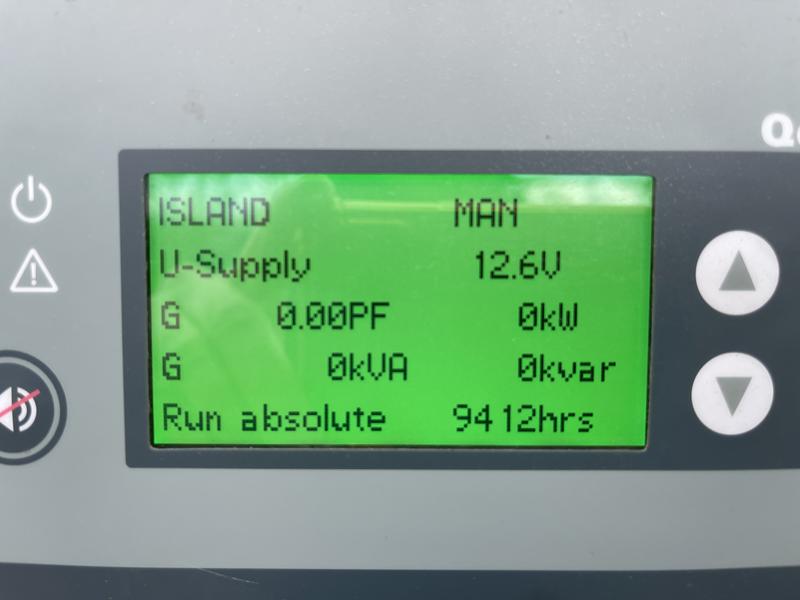 ISLAND MAN
U-Supply 12.6V
G 0.00PF 0kW
G 0kVA 0kvar
Run absolute 9412hrs